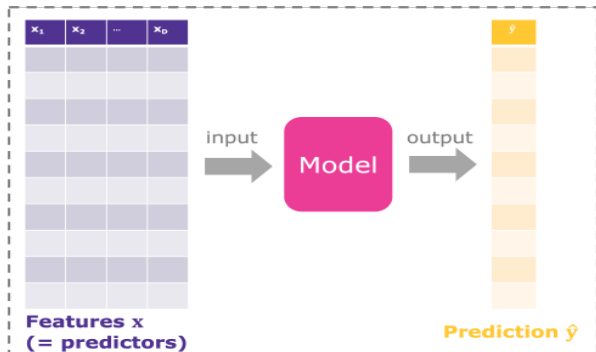 x₁ x₂ ... x_D ŷ
input Model output
Features x
(= predictors)
Prediction ŷ